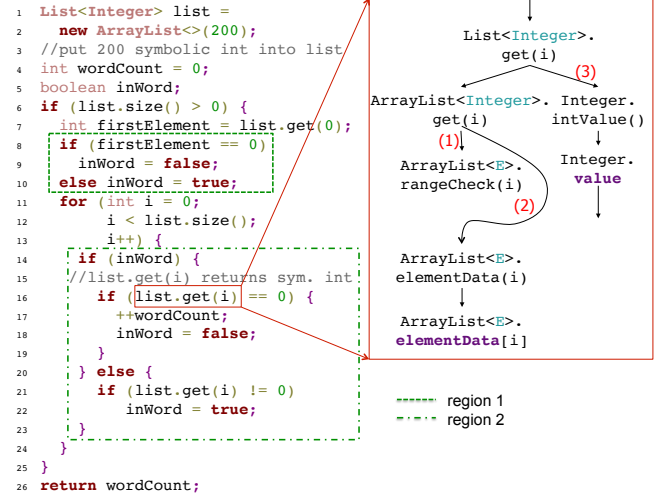 1 List<Integer> list =
2 new ArrayList<>(200);
3 //put 200 symbolic int into list
4 int wordCount = 0;
5 boolean inWord;
6 if (list.size() > 0) {
7 int firstElement = list.get(0);
8 if (firstElement == 0)
9 inWord = false;
10 else inWord = true;
11 for (int i = 0;
12 i < list.size();
13 i++) {
14 if (inWord) {
15 //list.get(i) returns sym. int
16 if (list.get(i) == 0) {
17 ++wordCount;
18 inWord = false;
19 }
20 } else {
21 if (list.get(i) != 0)
22 inWord = true;
23 }
24 }
25 }
26 return wordCount;
List<Integer>.
get(i)
(3)
ArrayList<Integer>.
get(i)
Integer.
intValue()
(1)
ArrayList<E>.
rangeCheck(i)
Integer.
value
(2)
ArrayList<E>.
elementData(i)
ArrayList<E>.
elementData[i]
region 1
region 2